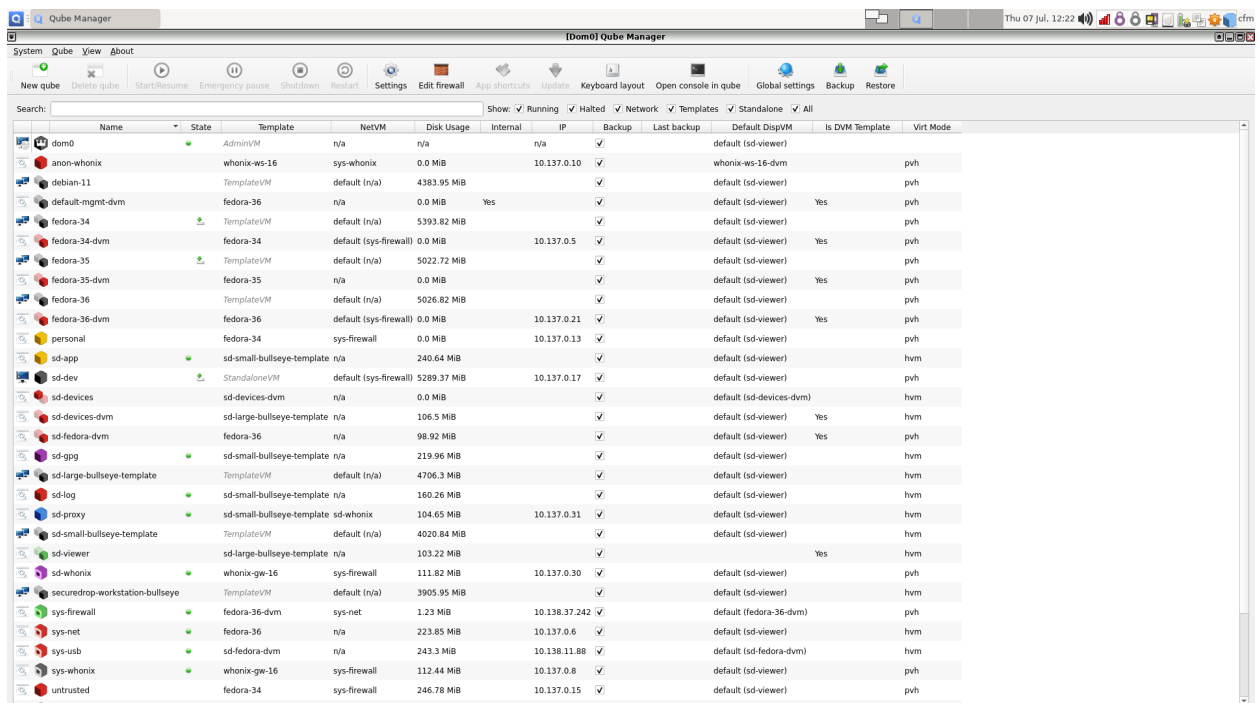 Qube Manager
Thu 07 Jul, 12:22 cfm
[Dom0] Qube Manager
System Qube View About
New qube Delete qube Start/Resume Emergency pause Shutdown Restart Settings Edit firewall App shortcuts Update Keyboard layout Open console in qube Global settings Backup Restore
Search: Show: Running Halted Network Templates Standalone All
Name State Template NetVM Disk Usage Internal IP Backup Last backup Default DispVM Is DVM Template Virt Mode
dom0 AdminVM n/a n/a n/a default (sd-viewer)
anon-whonix whonix-ws-16 sys-whonix 0.0 MiB 10.137.0.10 whonix-ws-16-dvm pvh
debian-11 TemplateVM default (n/a) 4383.95 MiB default (sd-viewer) pvh
default-mgmt-dvm fedora-36 n/a 0.0 MiB Yes default (sd-viewer) Yes pvh
fedora-34 TemplateVM default (n/a) 5393.82 MiB default (sd-viewer) pvh
fedora-34-dvm fedora-34 default (sys-firewall) 0.0 MiB 10.137.0.5 default (sd-viewer) Yes pvh
fedora-35 TemplateVM default (n/a) 5022.72 MiB default (sd-viewer) pvh
fedora-35-dvm fedora-35 n/a 0.0 MiB default (sd-viewer) Yes pvh
fedora-36 TemplateVM default (n/a) 5026.82 MiB default (sd-viewer) pvh
fedora-36-dvm fedora-36 default (sys-firewall) 0.0 MiB 10.137.0.21 default (sd-viewer) Yes pvh
personal fedora-34 sys-firewall 0.0 MiB 10.137.0.13 default (sd-viewer) pvh
sd-app sd-small-bullseye-template n/a 240.64 MiB default (sd-viewer) hvm
sd-dev StandaloneVM default (sys-firewall) 5289.37 MiB 10.137.0.17 default (sd-viewer) pvh
sd-devices sd-devices-dvm n/a 0.0 MiB default (sd-devices-dvm) hvm
sd-devices-dvm sd-large-bullseye-template n/a 106.5 MiB default (sd-viewer) Yes hvm
sd-fedora-dvm fedora-36 n/a 98.92 MiB default (sd-viewer) Yes pvh
sd-gpg sd-small-bullseye-template n/a 219.96 MiB default (sd-viewer) hvm
sd-large-bullseye-template TemplateVM default (n/a) 4706.3 MiB default (sd-viewer) hvm
sd-log sd-small-bullseye-template n/a 160.26 MiB default (sd-viewer) hvm
sd-proxy sd-small-bullseye-template sd-whonix 104.65 MiB 10.137.0.31 default (sd-viewer) hvm
sd-small-bullseye-template TemplateVM default (n/a) 4020.84 MiB default (sd-viewer) hvm
sd-viewer sd-large-bullseye-template n/a 103.22 MiB Yes hvm
sd-whonix whonix-gw-16 sys-firewall 111.82 MiB 10.137.0.30 default (sd-viewer) pvh
securedrop-workstation-bullseye TemplateVM default (n/a) 3905.95 MiB default (sd-viewer) hvm
sys-firewall fedora-36-dvm sys-net 1.23 MiB 10.138.37.242 default (fedora-36-dvm) pvh
sys-net fedora-36 n/a 223.85 MiB 10.137.0.6 default (sd-viewer) hvm
sys-usb sd-fedora-dvm n/a 243.3 MiB 10.138.11.88 default (sd-fedora-dvm) hvm
sys-whonix whonix-gw-16 sys-firewall 112.44 MiB 10.137.0.8 default (sd-viewer) pvh
untrusted fedora-34 sys-firewall 246.78 MiB 10.137.0.15 default (sd-viewer) pvh